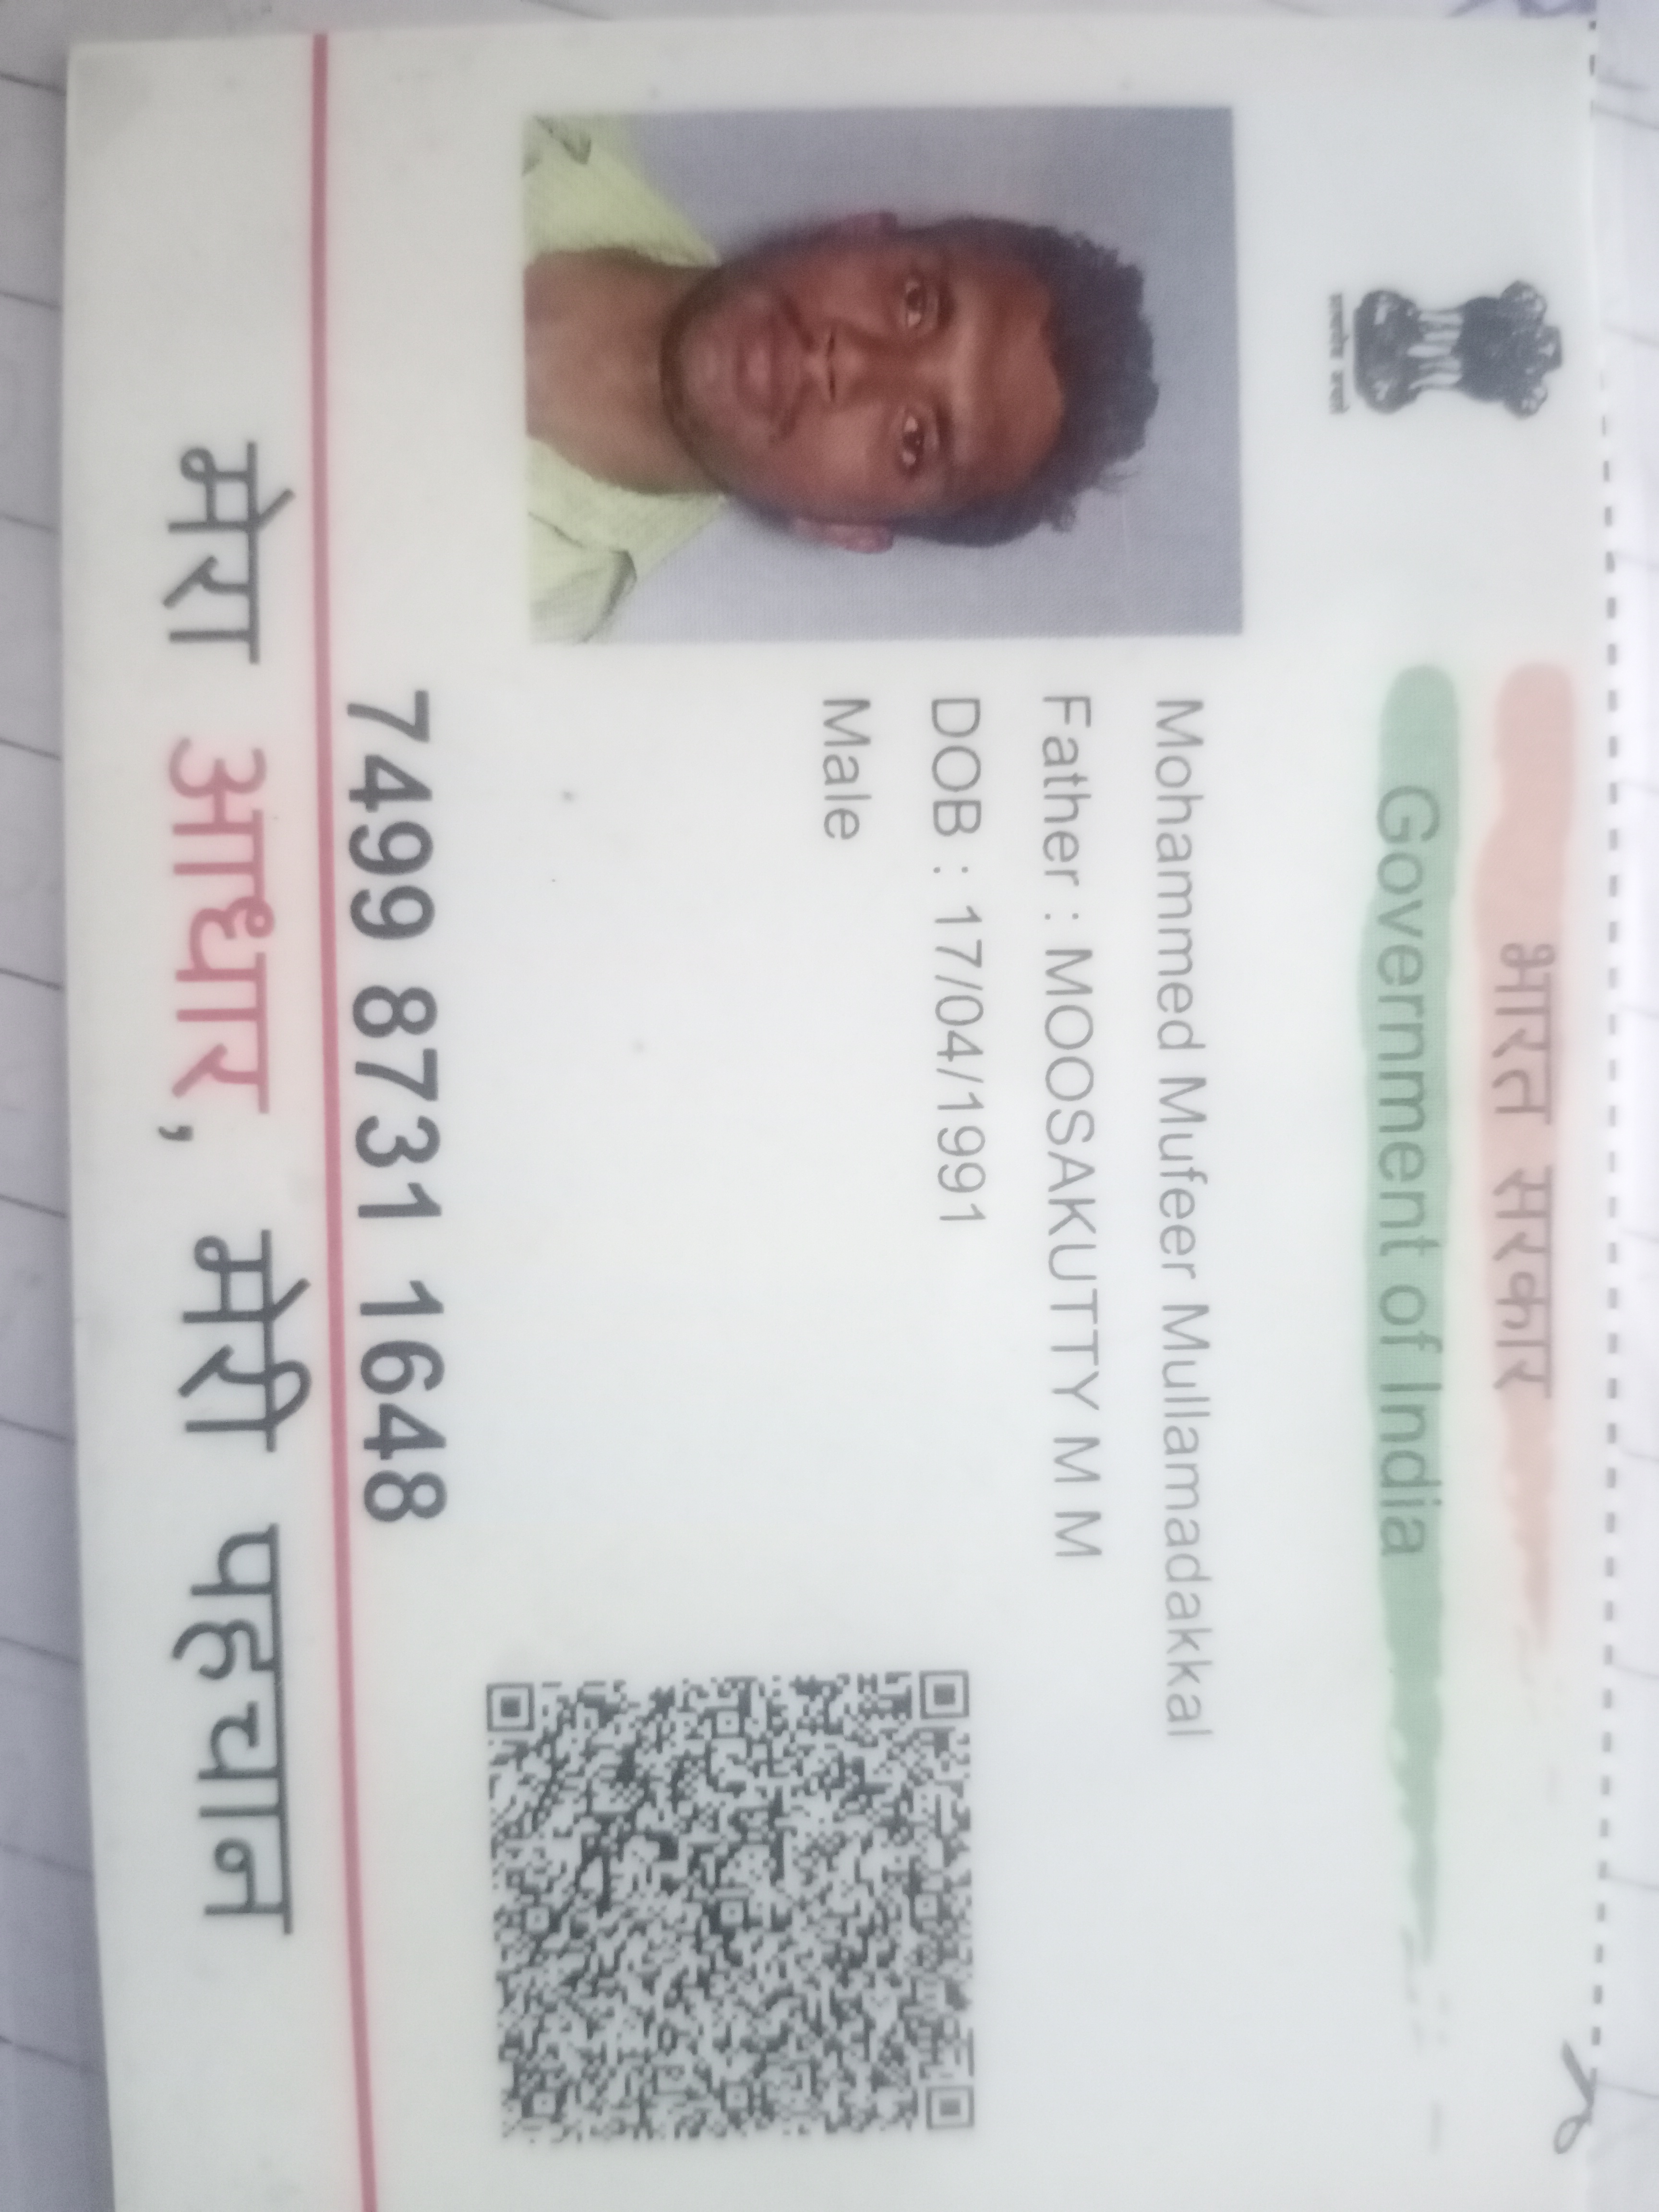 भारत सरकार
Government of India
सत्यमेव जयते
Mohammed Mufeer Mullamadakkal
Father : MOOSAKUTTY M M
DOB : 17/04/1991
Male
7499 8731 1648
मेरा आधार, मेरी पहचान